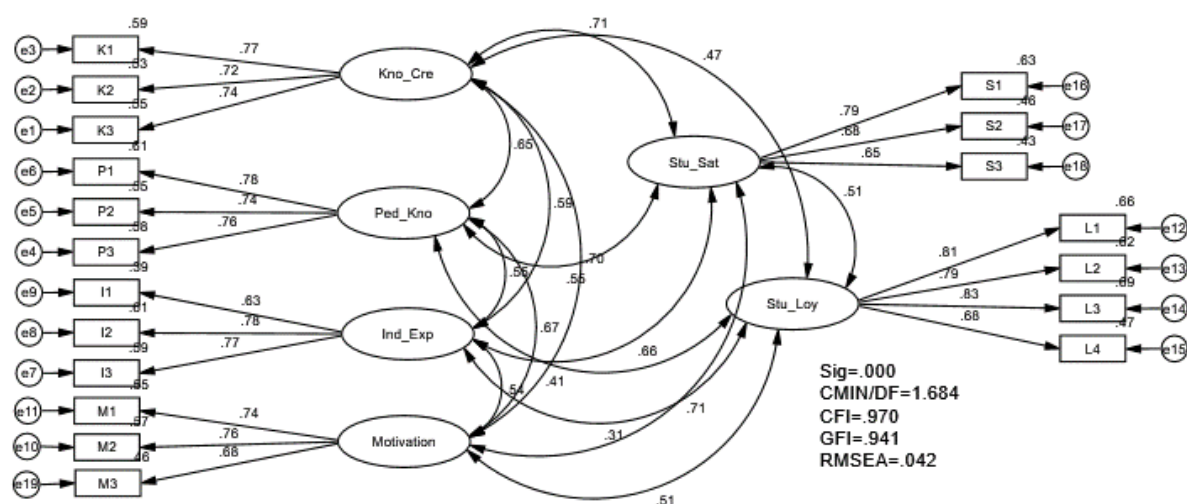 .59
e3 K1 .77
.53
e2 K2 .72
.55
e1 K3 .74
Kno_Cre
.61
e6 P1 .78
.55
e5 P2 .74
.58
e4 P3 .76
Ped_Kno
.39
e9 I1 .63
.61
e8 I2 .78
.59
e7 I3 .77
Ind_Exp
.55
e11 M1 .74
.57
e10 M2 .76
.46
e19 M3 .68
Motivation
.71
.47
.65
.59
.55
.70
.55
.67
.66
.41
.54
.71
.31
.51
.51
Stu_Sat
.63
.79 S1 e16
.46
.68 S2 e17
.43
.65 S3 e18
Stu_Loy
.66
.81 L1 e12
.62
.79 L2 e13
.69
.83 L3 e14
.47
.68 L4 e15
Sig=.000
CMIN/DF=1.684
CFI=.970
GFI=.941
RMSEA=.042